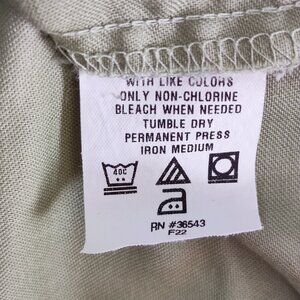 WITH LIKE COLORS
ONLY NON-CHLORINE
BLEACH WHEN NEEDED
TUMBLE DRY
PERMANENT PRESS
IRON MEDIUM
40C
RN #36543
F22